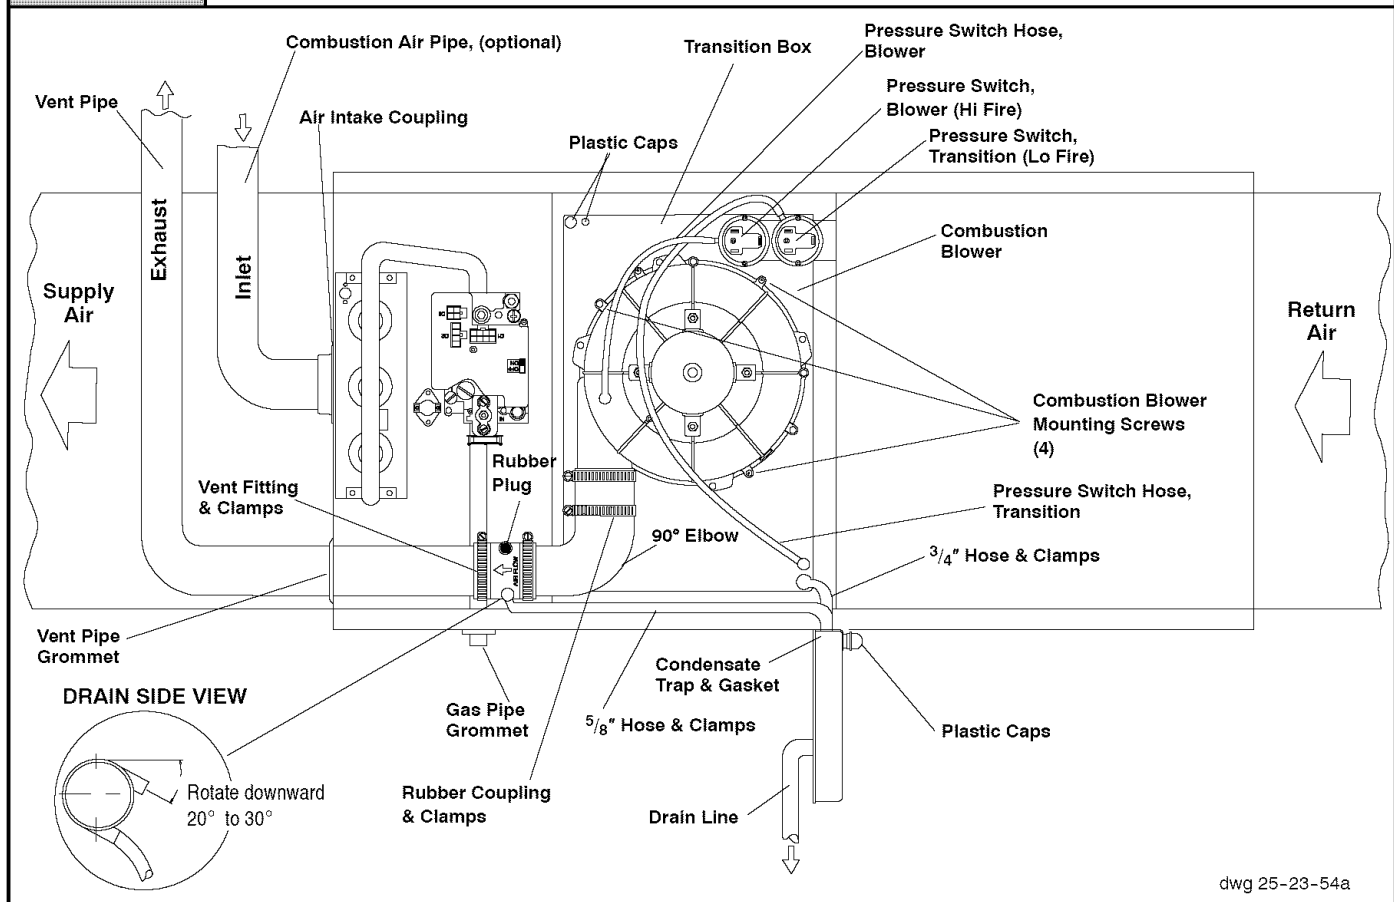 Combustion Air Pipe, (optional)
Transition Box
Pressure Switch Hose,
Blower
Pressure Switch,
Blower (Hi Fire)
Vent Pipe
Air Intake Coupling
Plastic Caps
Pressure Switch,
Transition (Lo Fire)
Exhaust
Inlet
Combustion
Blower
Supply
Air
Return
Air
Combustion Blower
Mounting Screws
(4)
Rubber
Plug
Vent Fitting
& Clamps
Pressure Switch Hose,
Transition
90° Elbow
3/4" Hose & Clamps
AIR FLOW
Vent Pipe
Grommet
Condensate
Trap & Gasket
DRAIN SIDE VIEW
Gas Pipe
Grommet
5/8" Hose & Clamps
Plastic Caps
Rotate downward
20° to 30°
Rubber Coupling
& Clamps
Drain Line
dwg 25-23-54a